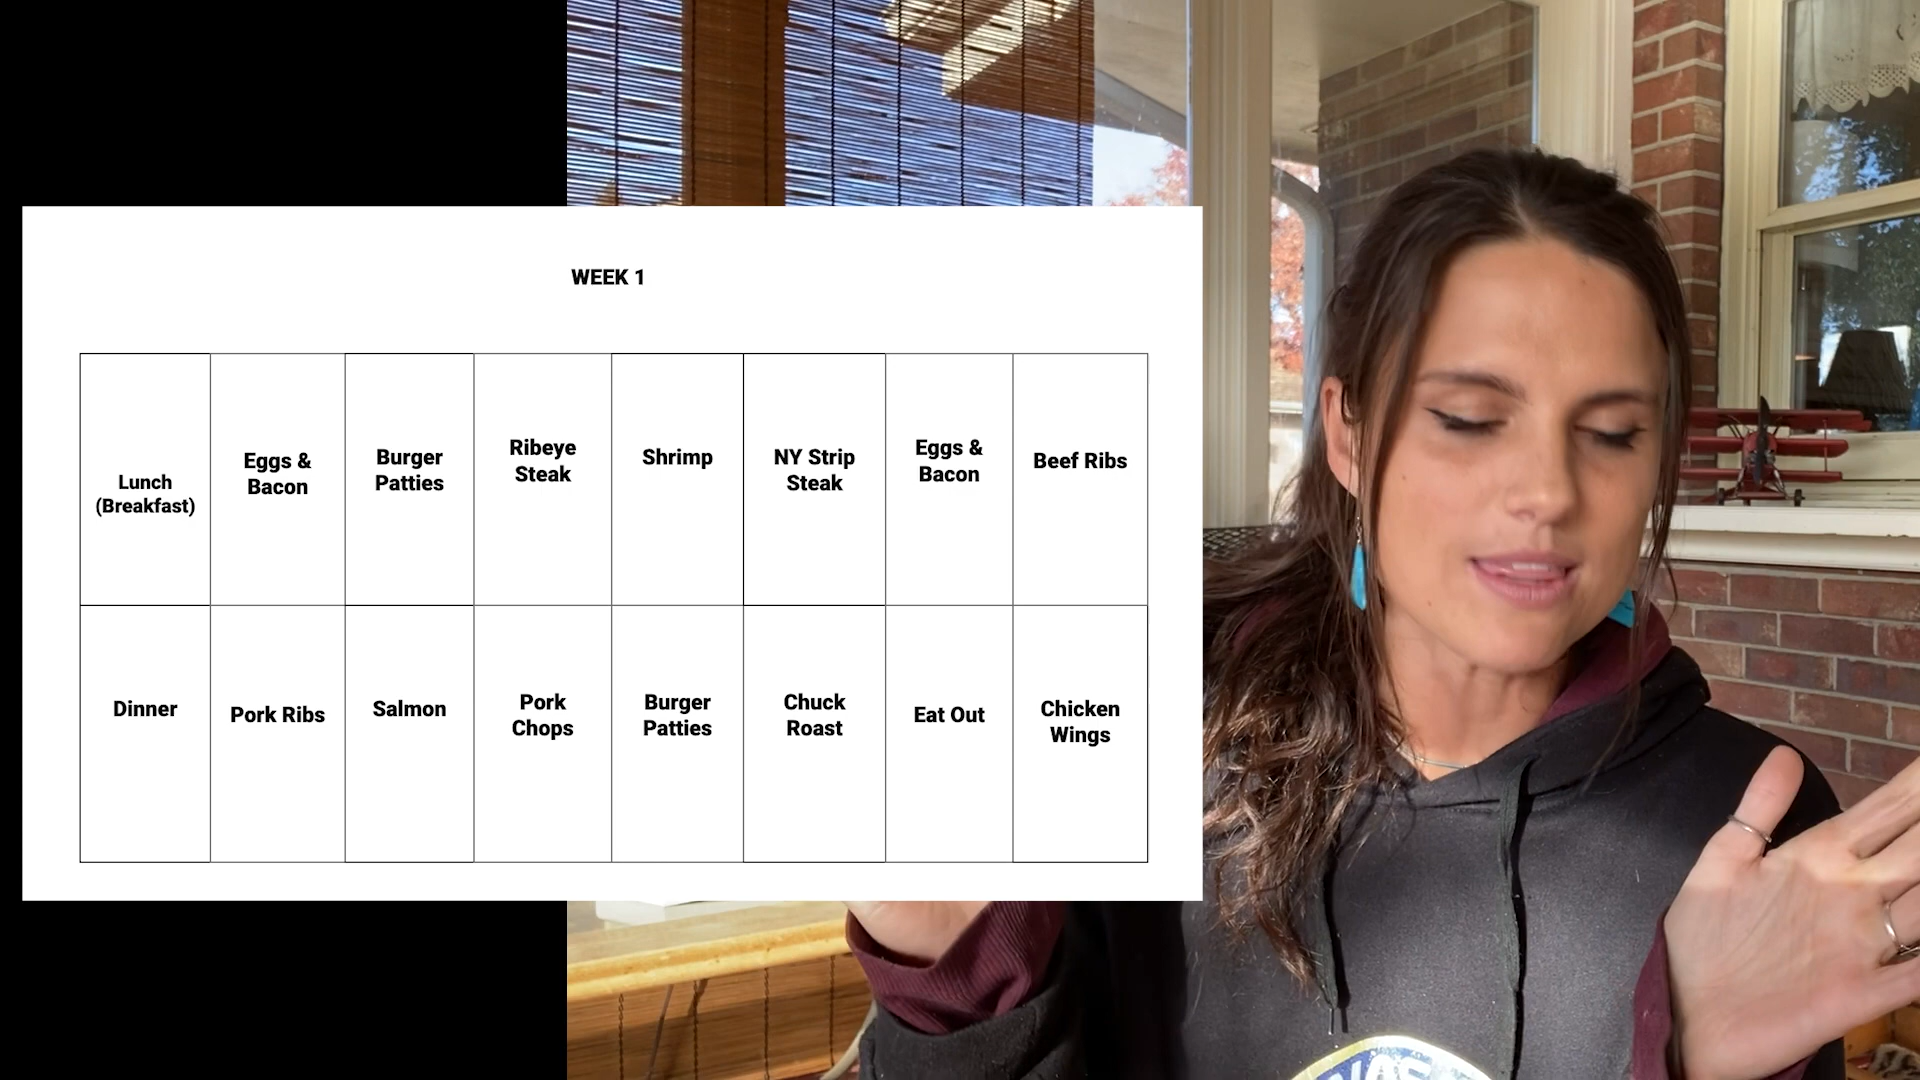 WEEK 1
Lunch
(Breakfast)
Eggs &
Bacon
Burger
Patties
Ribeye
Steak
Shrimp
NY Strip
Steak
Eggs &
Bacon
Beef Ribs
Dinner
Pork Ribs
Salmon
Pork
Chops
Burger
Patties
Chuck
Roast
Eat Out
Chicken
Wings